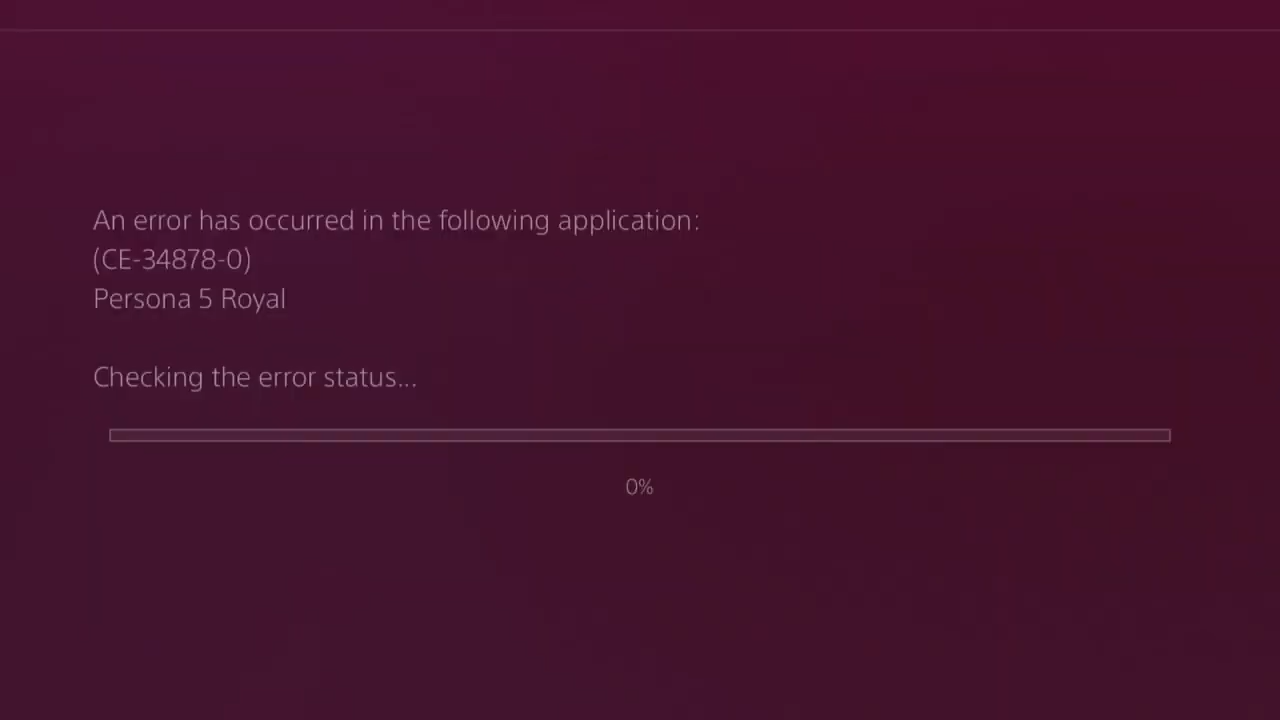 An error has occurred in the following application:
(CE-34878-0)
Persona 5 Royal
Checking the error status...
0%